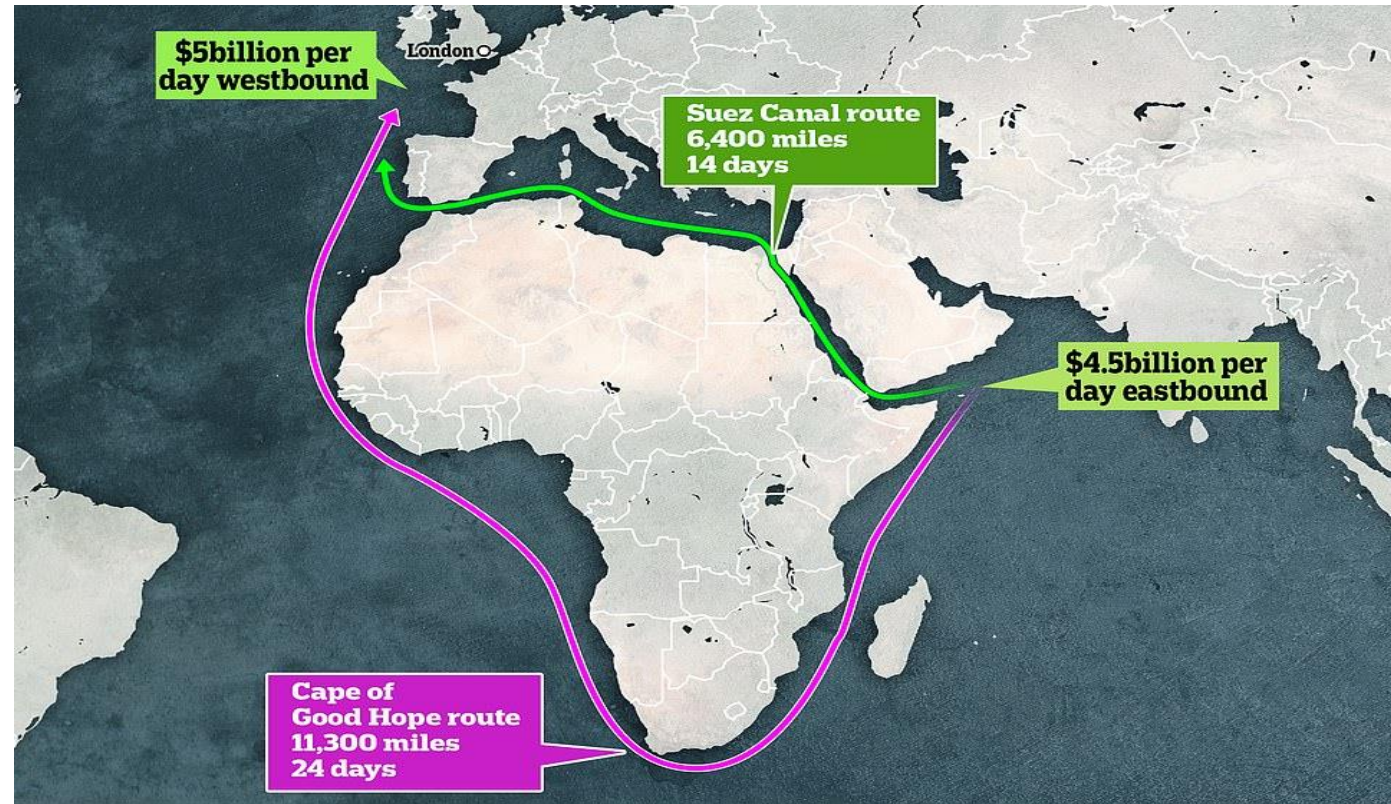 $5billion per
day westbound
London
Suez Canal route
6,400 miles
14 days
$4.5billion per
day eastbound
Cape of
Good Hope route
11,300 miles
24 days